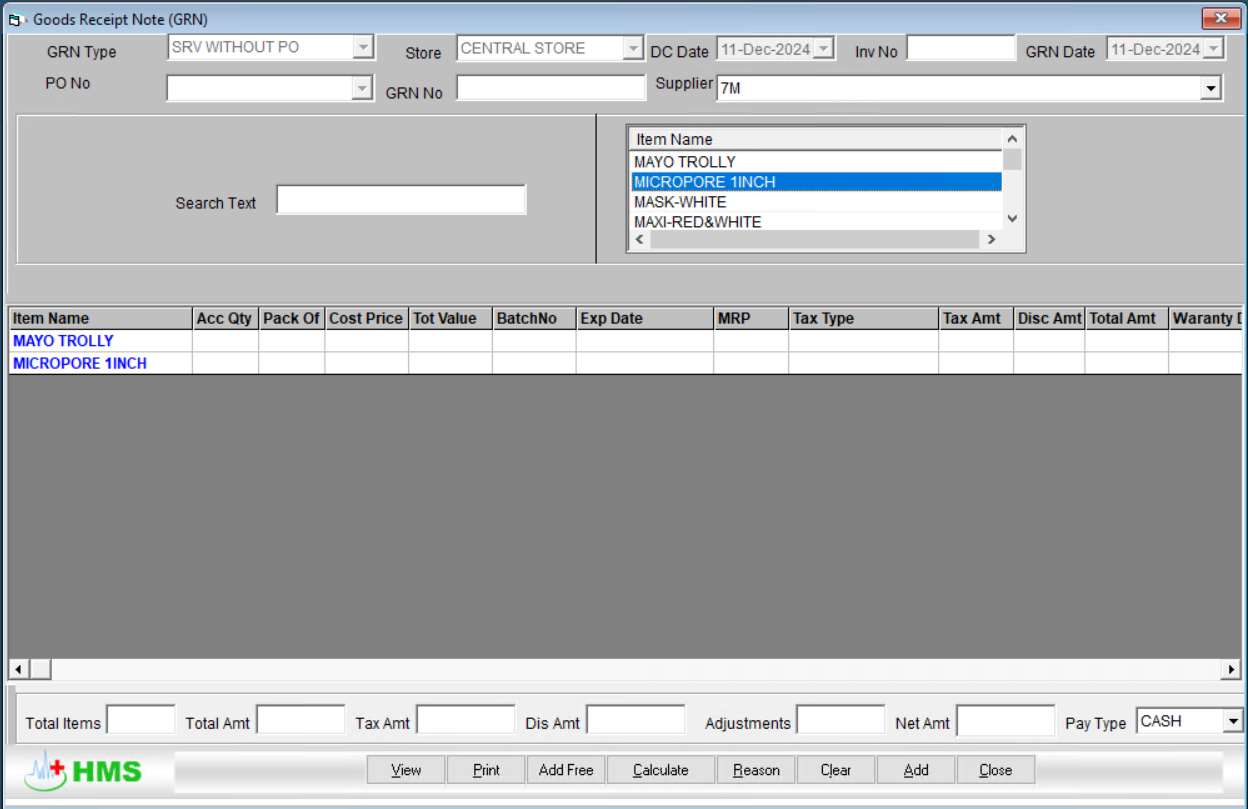 Goods Receipt Note (GRN)
GRN Type SRV WITHOUT PO Store CENTRAL STORE DC Date 11-Dec-2024 Inv No GRN Date 11-Dec-2024
PO No GRN No Supplier 7M
Item Name
MAYO TROLLY
MICROPORE 1INCH
MASK-WHITE
MAXI-RED&WHITE
Search Text
Item Name Acc Qty Pack Of Cost Price Tot Value BatchNo Exp Date MRP Tax Type Tax Amt Disc Amt Total Amt Waranty D
MAYO TROLLY
MICROPORE 1INCH
Total Items Total Amt Tax Amt Dis Amt Adjustments Net Amt Pay Type CASH
HMS View Print Add Free Calculate Reason Clear Add Close